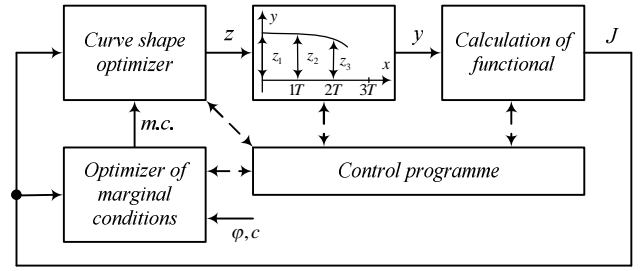 Curve shape
optimizer
z
y
z1 z2 z3
x
1T 2T 3T
y
Calculation of
functional
J
m.c.
Optimizer of
marginal
conditions
Control programme
φ, c